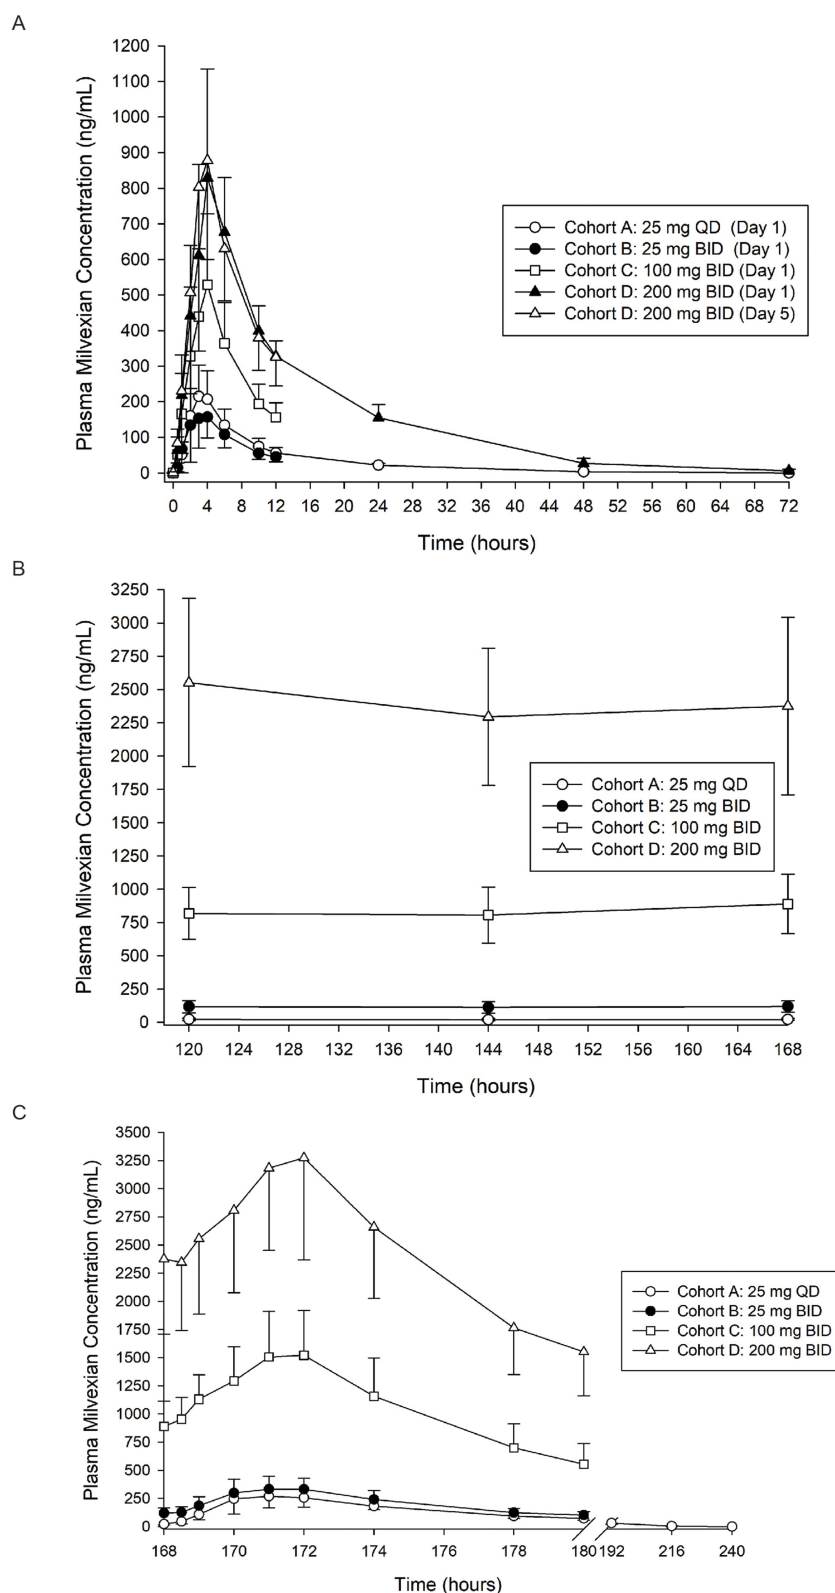 A
Plasma Milvexian Concentration (ng/mL)
1200
1100
1000
900
800
700
600
500
400
300
200
100
0
Cohort A: 25 mg QD (Day 1)
Cohort B: 25 mg BID (Day 1)
Cohort C: 100 mg BID (Day 1)
Cohort D: 200 mg BID (Day 1)
Cohort D: 200 mg BID (Day 5)
0 4 8 12 16 20 24 28 32 36 40 44 48 52 56 60 64 68 72
Time (hours)
B
Plasma Milvexian Concentration (ng/mL)
3250
3000
2750
2500
2250
2000
1750
1500
1250
1000
750
500
250
0
Cohort A: 25 mg QD
Cohort B: 25 mg BID
Cohort C: 100 mg BID
Cohort D: 200 mg BID
120 124 128 132 136 140 144 148 152 156 160 164 168
Time (hours)
C
Plasma Milvexian Concentration (ng/mL)
3500
3250
3000
2750
2500
2250
2000
1750
1500
1250
1000
750
500
250
0
Cohort A: 25 mg QD
Cohort B: 25 mg BID
Cohort C: 100 mg BID
Cohort D: 200 mg BID
168 170 172 174 176 178 180 192 216 240
Time (hours)